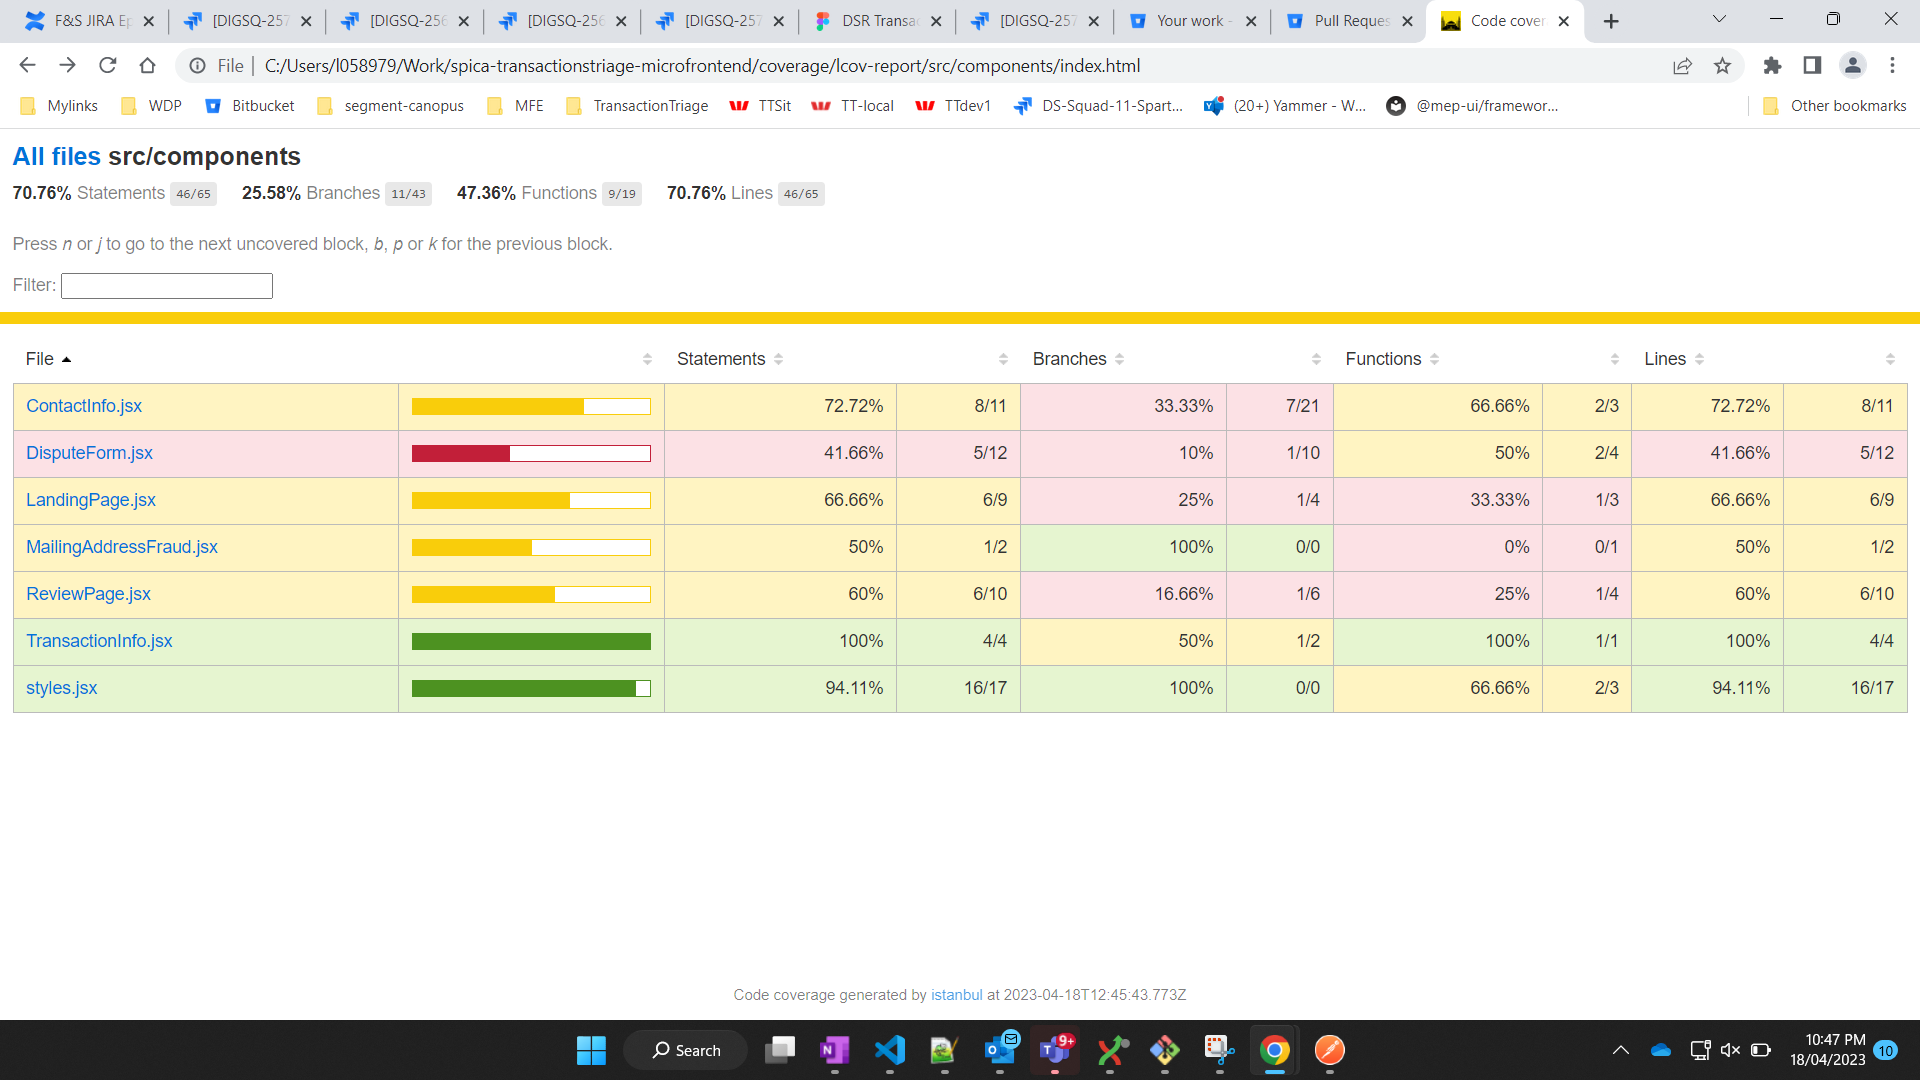 F&S JIRA Ep
[DIGSQ-257
[DIGSQ-256
[DIGSQ-256
[DIGSQ-257
DSR Transac
[DIGSQ-257
Your work -
Pull Reques
Code cover
File
C:/Users/l058979/Work/spica-transactionstriage-microfrontend/coverage/lcov-report/src/components/index.html
Mylinks
WDP
Bitbucket
segment-canopus
MFE
TransactionTriage
TTSit
TT-local
TTdev1
DS-Squad-11-Spart...
(20+) Yammer - W...
@mep-ui/framewor...
Other bookmarks
All files src/components
70.76% Statements 46/65 25.58% Branches 11/43 47.36% Functions 9/19 70.76% Lines 46/65
Press n or j to go to the next uncovered block, b, p or k for the previous block.
Filter:
File Statements Branches Functions Lines
ContactInfo.jsx 72.72% 8/11 33.33% 7/21 66.66% 2/3 72.72% 8/11
DisputeForm.jsx 41.66% 5/12 10% 1/10 50% 2/4 41.66% 5/12
LandingPage.jsx 66.66% 6/9 25% 1/4 33.33% 1/3 66.66% 6/9
MailingAddressFraud.jsx 50% 1/2 100% 0/0 0% 0/1 50% 1/2
ReviewPage.jsx 60% 6/10 16.66% 1/6 25% 1/4 60% 6/10
TransactionInfo.jsx 100% 4/4 50% 1/2 100% 1/1 100% 4/4
styles.jsx 94.11% 16/17 100% 0/0 66.66% 2/3 94.11% 16/17
Code coverage generated by istanbul at 2023-04-18T12:45:43.773Z
Search
9+
10:47 PM
18/04/2023
10